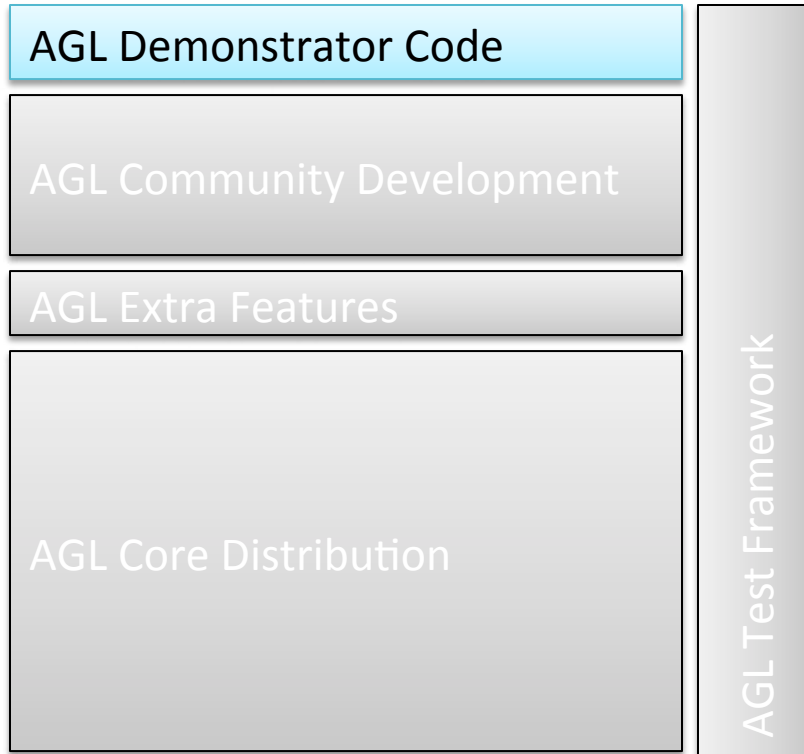 AGL Demonstrator Code
AGL Community Development
AGL Extra Features
AGL Core Distribution
AGL Test Framework